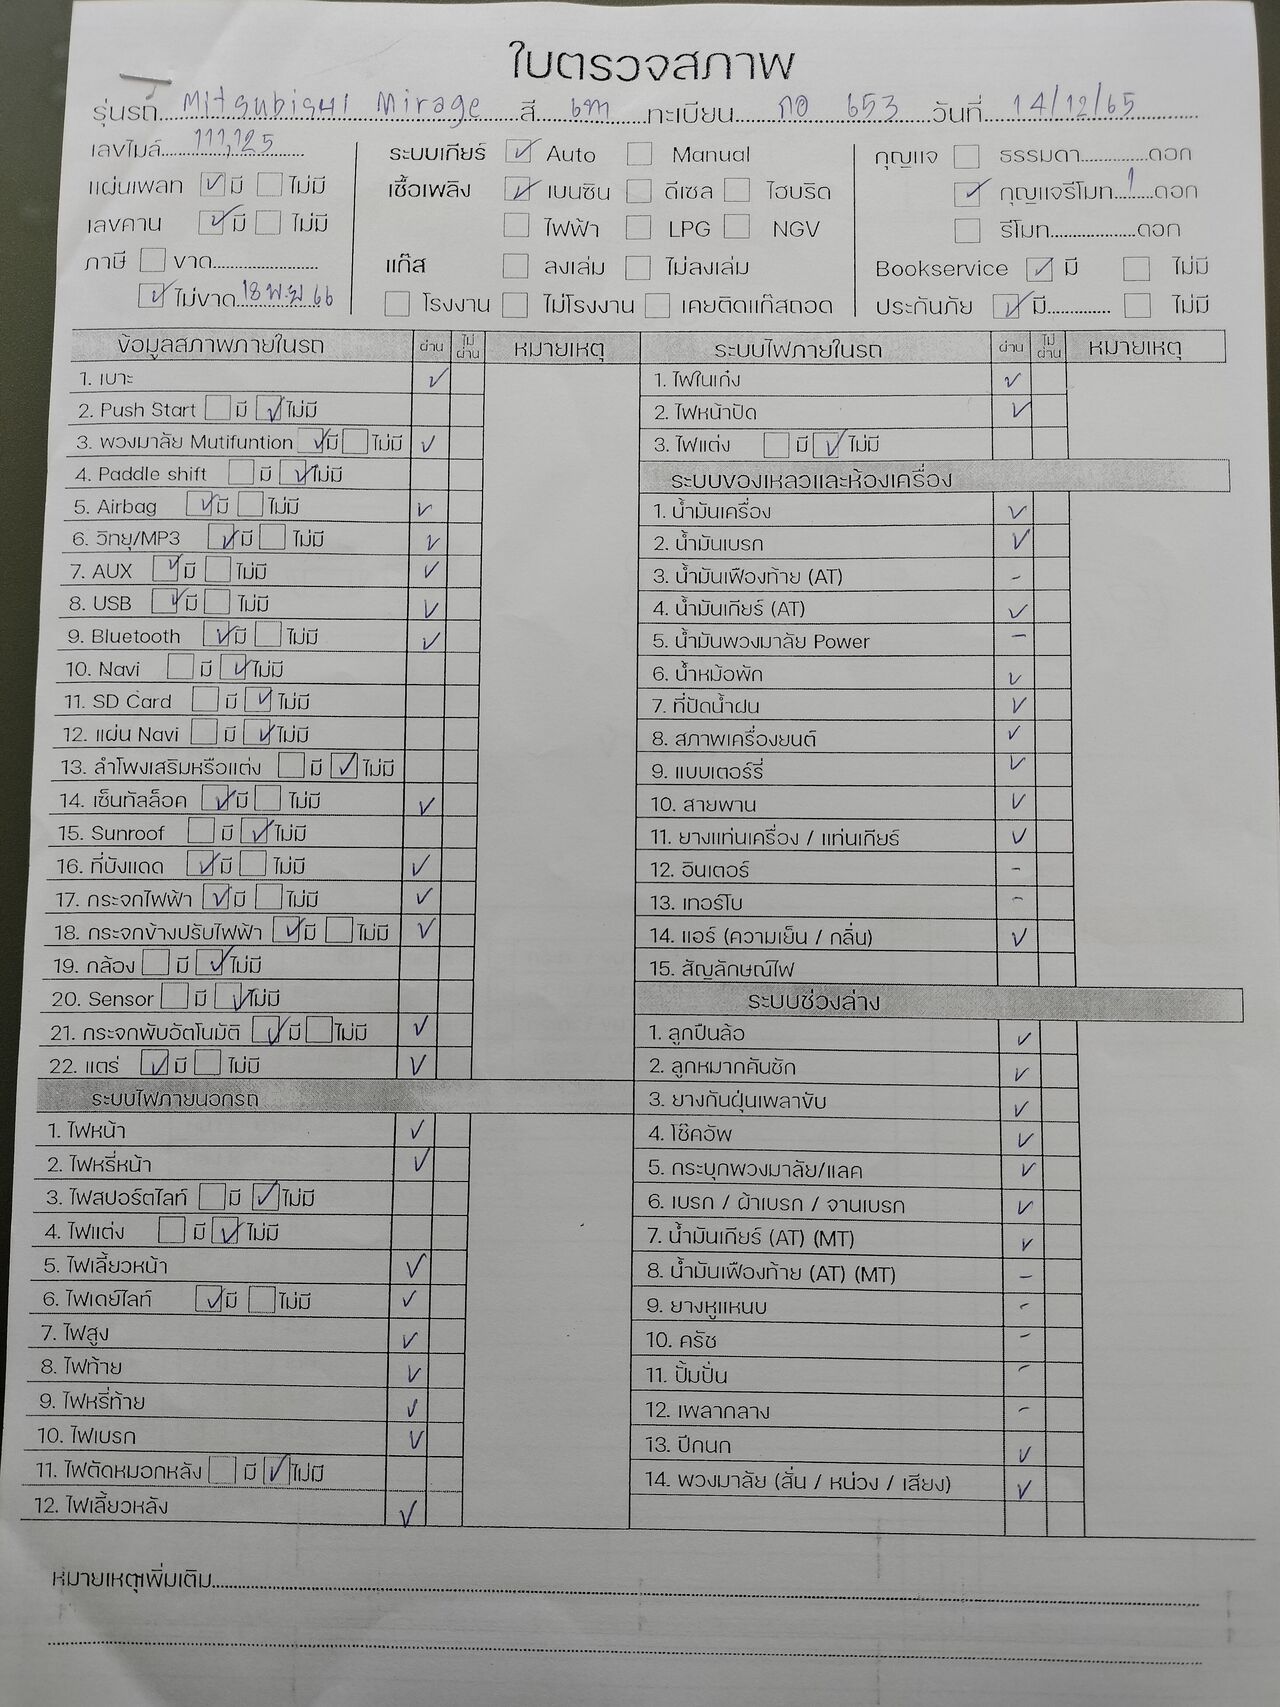 ใบตรวจสภาพ
รุ่นรถ Mitsubishi Mirage สี เทา ทะเบียน กอ 653 วันที่ 14/12/65
เลขไมล์ 111,125
แผ่นเพลท ☑ มี ☐ ไม่มี
เลขคาน ☑ มี ☐ ไม่มี
ภาษี ☐ ขาด
☑ ไม่ขาด 18 พ.ย 66
ระบบเกียร์ ☑ Auto ☐ Manual
เชื้อเพลิง ☑ เบนซิน ☐ ดีเซล ☐ ไฮบริด
☐ ไฟฟ้า ☐ LPG ☐ NGV
แก๊ส ☐ ลงเล่ม ☐ ไม่ลงเล่ม
☐ โรงงาน ☐ ไม่โรงงาน ☐ เคยติดแก๊สถอด
กุญแจ ☐ ธรรมดา ดอก
☑ กุญแจรีโมท 1 ดอก
☐ รีโมท ดอก
Bookservice ☑ มี ☐ ไม่มี
ประกันภัย ☑ มี ☐ ไม่มี
ข้อมูลสภาพภายในรถ ผ่าน ไม่ผ่าน หมายเหตุ
1. เบาะ ✓
2. Push Start ☐ มี ☑ ไม่มี
3. พวงมาลัย Mutifuntion ☑ มี ☐ ไม่มี ✓
4. Paddle shift ☐ มี ☑ ไม่มี
5. Airbag ☑ มี ☐ ไม่มี ✓
6. วิทยุ/MP3 ☑ มี ☐ ไม่มี ✓
7. AUX ☑ มี ☐ ไม่มี ✓
8. USB ☑ มี ☐ ไม่มี ✓
9. Bluetooth ☑ มี ☐ ไม่มี ✓
10. Navi ☐ มี ☑ ไม่มี
11. SD Card ☐ มี ☑ ไม่มี
12. แผ่น Navi ☐ มี ☑ ไม่มี
13. ลำโพงเสริมหรือแต่ง ☐ มี ☑ ไม่มี
14. เซ็นทัลล็อค ☑ มี ☐ ไม่มี ✓
15. Sunroof ☐ มี ☑ ไม่มี
16. ที่บังแดด ☑ มี ☐ ไม่มี ✓
17. กระจกไฟฟ้า ☑ มี ☐ ไม่มี ✓
18. กระจกข้างปรับไฟฟ้า ☑ มี ☐ ไม่มี ✓
19. กล้อง ☐ มี ☑ ไม่มี
20. Sensor ☐ มี ☑ ไม่มี
21. กระจกพับอัตโนมัติ ☑ มี ☐ ไม่มี ✓
22. แตร่ ☑ มี ☐ ไม่มี ✓
ระบบไฟภายนอกรถ
1. ไฟหน้า ✓
2. ไฟหรี่หน้า ✓
3. ไฟสปอร์ตไลท์ ☐ มี ☑ ไม่มี
4. ไฟแต่ง ☐ มี ☑ ไม่มี
5. ไฟเลี้ยวหน้า ✓
6. ไฟเดย์ไลท์ ☑ มี ☐ ไม่มี ✓
7. ไฟสูง ✓
8. ไฟท้าย ✓
9. ไฟหรี่ท้าย ✓
10. ไฟเบรก ✓
11. ไฟตัดหมอกหลัง ☐ มี ☑ ไม่มี
12. ไฟเลี้ยวหลัง ✓
ระบบไฟภายในรถ ผ่าน ไม่ผ่าน หมายเหตุ
1. ไฟในเก๋ง ✓
2. ไฟหน้าปัด ✓
3. ไฟแต่ง ☐ มี ☑ ไม่มี
ระบบของเหลวและห้องเครื่อง
1. น้ำมันเครื่อง ✓
2. น้ำมันเบรก ✓
3. น้ำมันเฟืองท้าย (AT) -
4. น้ำมันเกียร์ (AT) ✓
5. น้ำมันพวงมาลัย Power -
6. น้ำหม้อพัก ✓
7. ที่ปัดน้ำฝน ✓
8. สภาพเครื่องยนต์ ✓
9. แบบเตอร์รี่ ✓
10. สายพาน ✓
11. ยางแท่นเครื่อง / แท่นเกียร์ ✓
12. อินเตอร์ -
13. เทอร์โบ -
14. แอร์ (ความเย็น / กลิ่น) ✓
15. สัญลักษณ์ไฟ
ระบบช่วงล่าง
1. ลูกปืนล้อ ✓
2. ลูกหมากคันชัก ✓
3. ยางกันฝุ่นเพลาขับ ✓
4. โช๊คอัพ ✓
5. กระบุกพวงมาลัย/แลค ✓
6. เบรก / ผ้าเบรก / จานเบรก ✓
7. น้ำมันเกียร์ (AT) (MT) ✓
8. น้ำมันเฟืองท้าย (AT) (MT) -
9. ยางหูแหนบ -
10. ครัช -
11. ปั้มปั่น -
12. เพลากลาง -
13. ปีกนก ✓
14. พวงมาลัย (สั่น / หน่วง / เสียง) ✓
หมายเหตุเพิ่มเติม